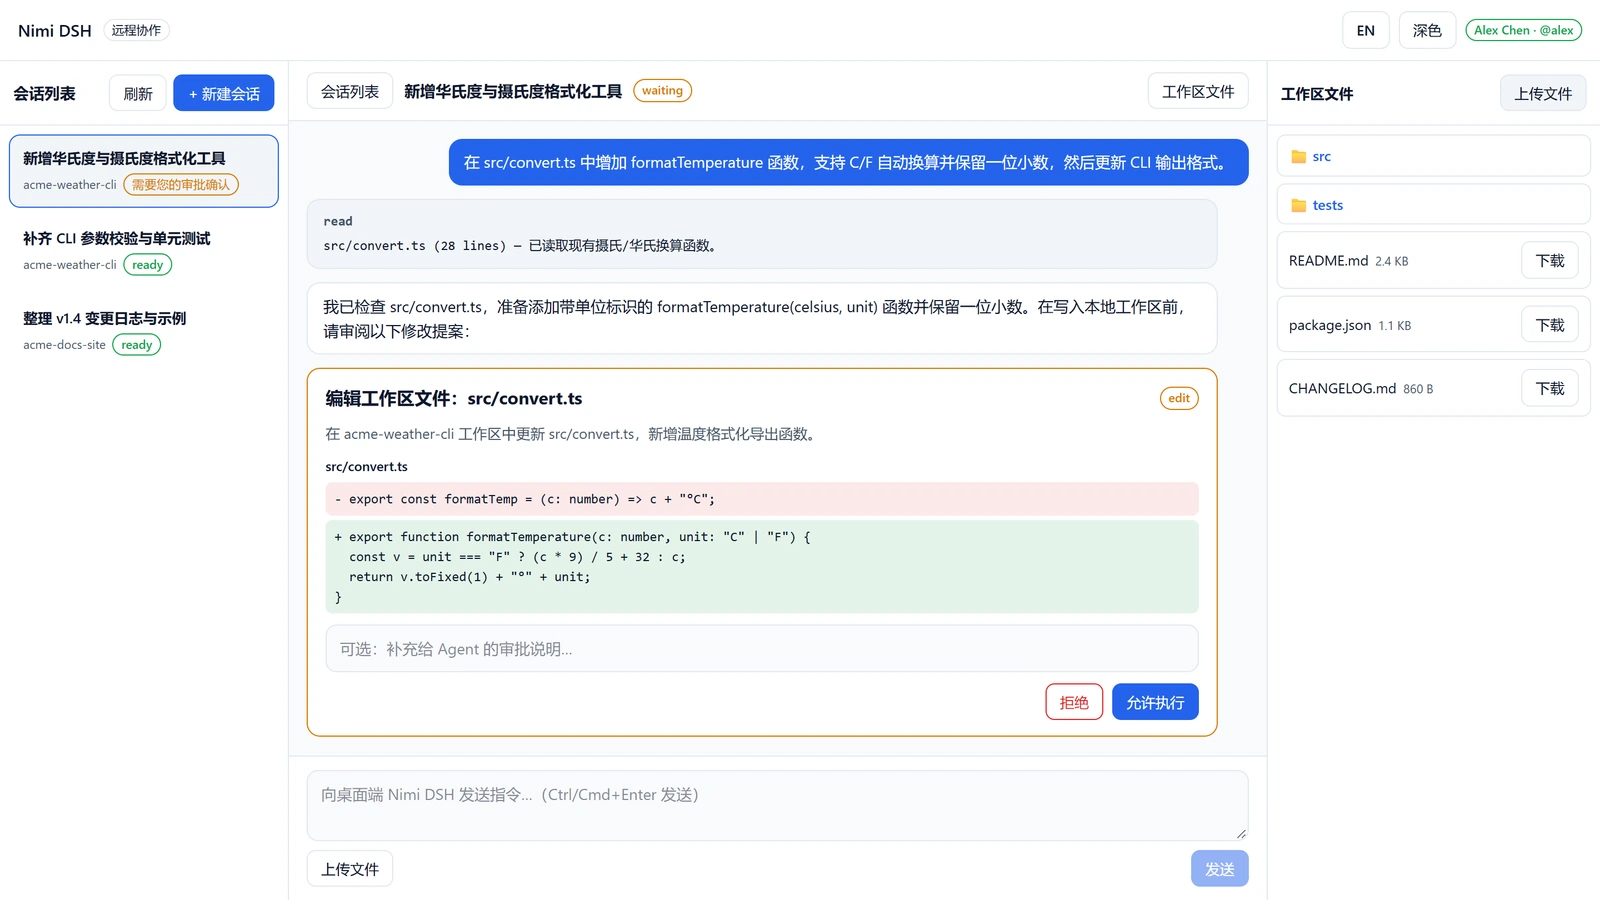 Nimi DSH 远程协作
EN 深色 Alex Chen · @alex
会话列表 刷新 + 新建会话
新增华氏度与摄氏度格式化工具
acme-weather-cli 需要您的审批确认
补齐 CLI 参数校验与单元测试
acme-weather-cli ready
整理 v1.4 变更日志与示例
acme-docs-site ready
会话列表 新增华氏度与摄氏度格式化工具 waiting 工作区文件
在 src/convert.ts 中增加 formatTemperature 函数，支持 C/F 自动换算并保留一位小数，然后更新 CLI 输出格式。
read
src/convert.ts (28 lines) — 已读取现有摄氏/华氏换算函数。
我已检查 src/convert.ts，准备添加带单位标识的 formatTemperature(celsius, unit) 函数并保留一位小数。在写入本地工作区前，
请审阅以下修改提案：
编辑工作区文件：src/convert.ts edit
在 acme-weather-cli 工作区中更新 src/convert.ts，新增温度格式化导出函数。
src/convert.ts
- export const formatTemp = (c: number) => c + "°C";
+ export function formatTemperature(c: number, unit: "C" | "F") {
const v = unit === "F" ? (c * 9) / 5 + 32 : c;
return v.toFixed(1) + "°" + unit;
}
可选：补充给 Agent 的审批说明...
拒绝 允许执行
向桌面端 Nimi DSH 发送指令...（Ctrl/Cmd+Enter 发送）
上传文件 发送
工作区文件 上传文件
src
tests
README.md 2.4 KB 下载
package.json 1.1 KB 下载
CHANGELOG.md 860 B 下载